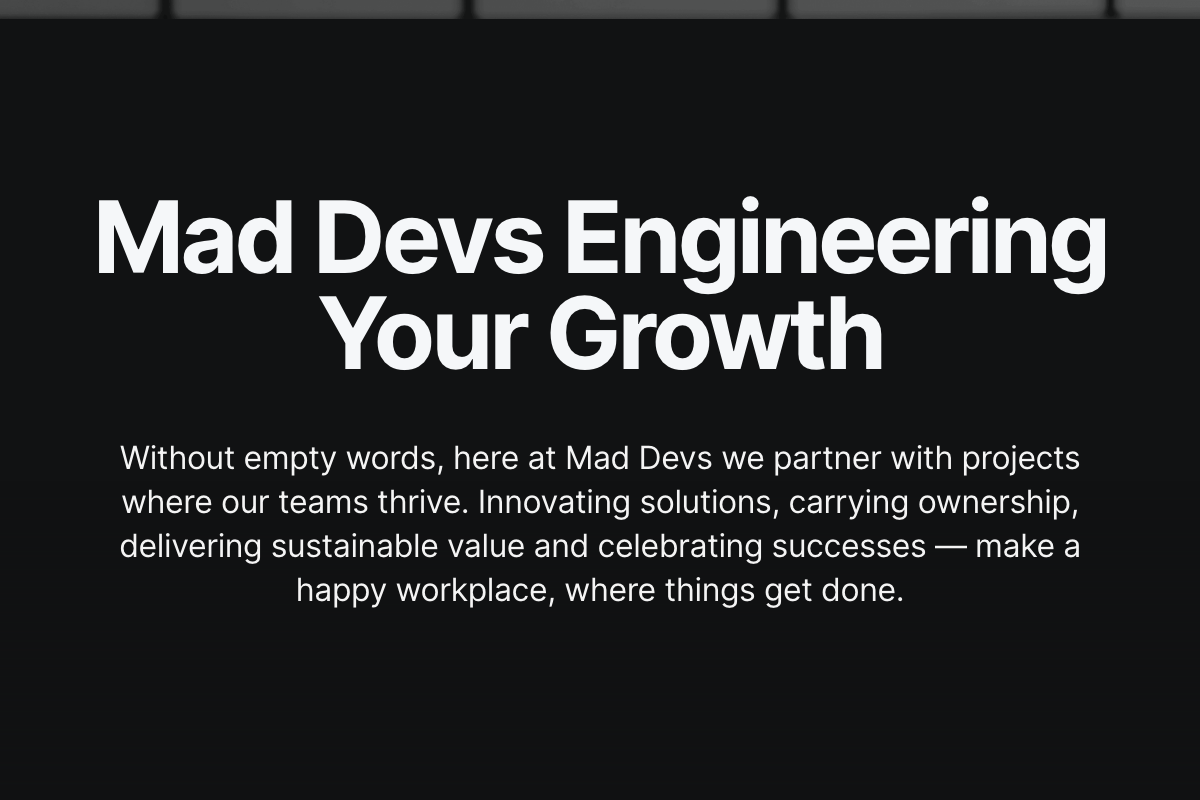 Mad Devs Engineering
Your Growth
Without empty words, here at Mad Devs we partner with projects
where our teams thrive. Innovating solutions, carrying ownership,
delivering sustainable value and celebrating successes — make a
happy workplace, where things get done.